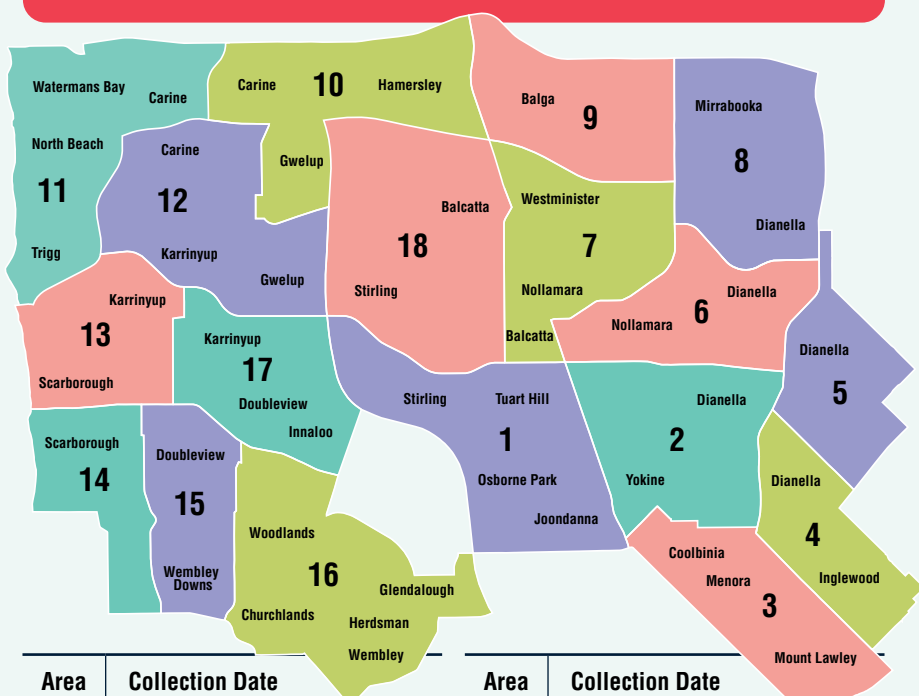 Watermans Bay
Carine
North Beach
11
Trigg
Carine
10
Hamersley
Gwelup
Carine
12
Karrinyup
Gwelup
Balga
9
Mirrabooka
8
Dianella
Balcatta
18
Stirling
Westminister
7
Nollamara
Balcatta
Dianella
6
Nollamara
Karrinyup
13
Scarborough
Karrinyup
17
Doubleview
Innaloo
Dianella
5
Stirling
Tuart Hill
1
Osborne Park
Joondanna
Dianella
2
Yokine
Scarborough
14
Doubleview
15
Wembley
Downs
Woodlands
16
Glendalough
Churchlands
Herdsman
Wembley
Dianella
4
Inglewood
Coolbinia
Menora
3
Mount Lawley
Area
Collection Date
Area
Collection Date